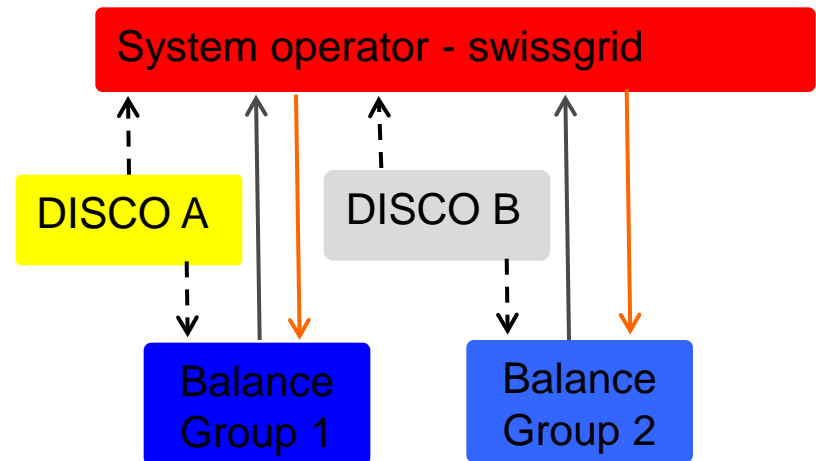 System operator - swissgrid
DISCO A
DISCO B
Balance
Group 1
Balance
Group 2